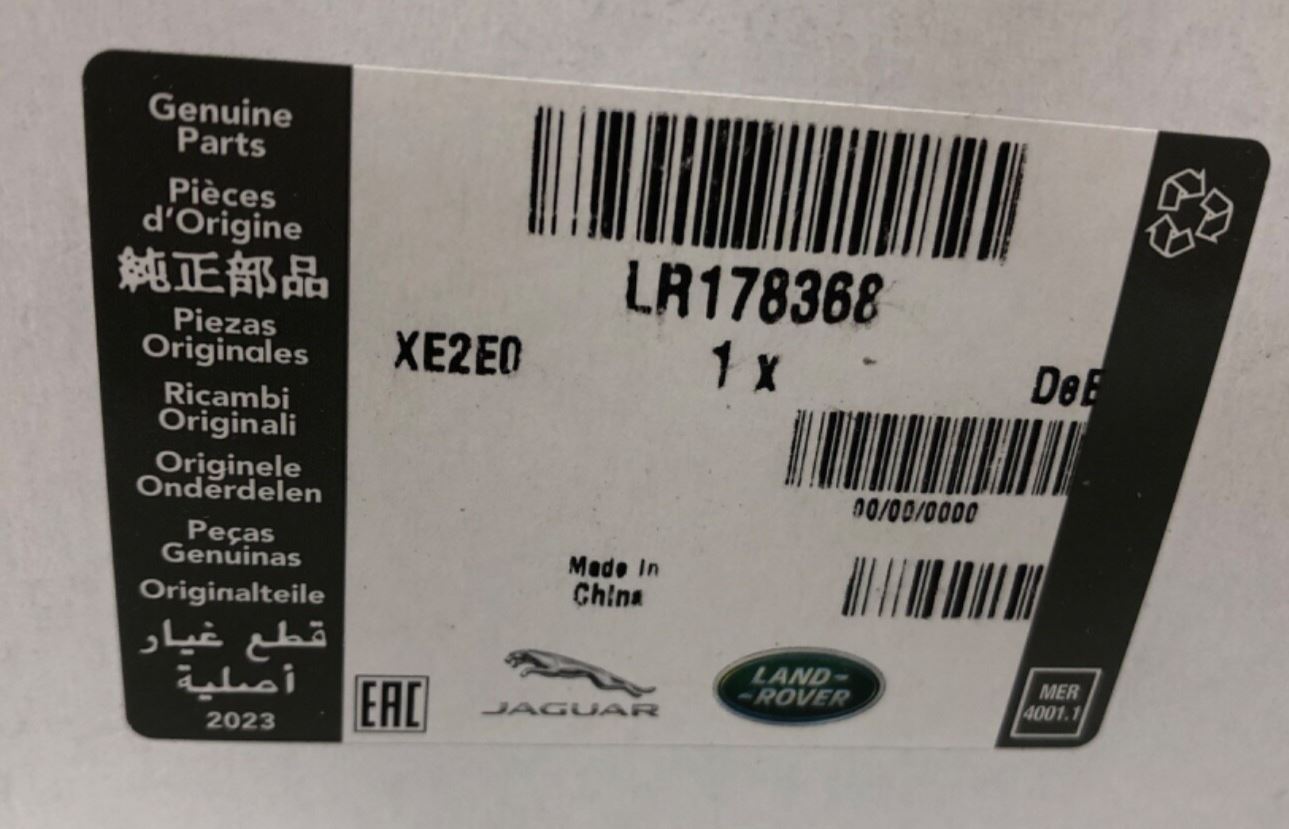 Genuine
Parts
Pièces
d'Origine
純正部品
Piezas
Originales
Ricambi
Originali
Originele
Onderdelen
Peças
Genuinas
Originalteile
قطع غيار
أصلية
2023
LR178368
XE2E0
1 x
DeE
00/00/0000
Made In
China
EAC
JAGUAR
LAND-
-ROVER
MER
4001.1